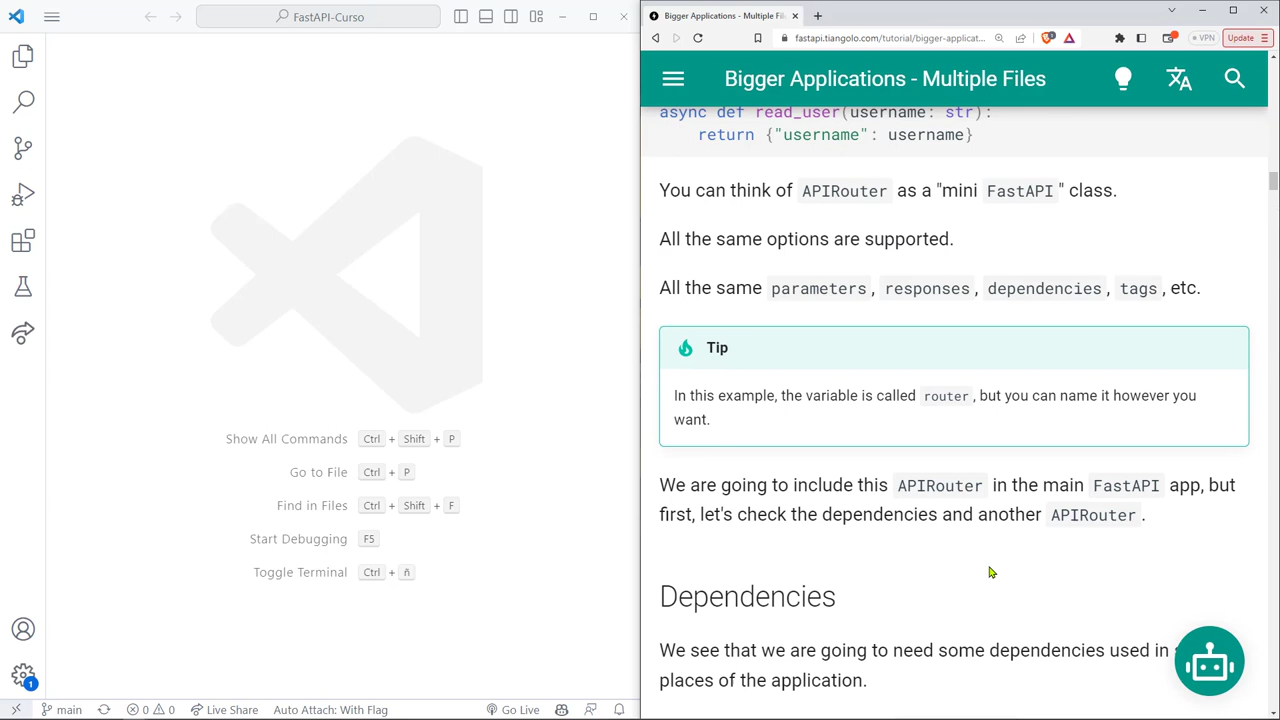 FastAPI-Curso
Show All Commands Ctrl + Shift + P
Go to File Ctrl + P
Find in Files Ctrl + Shift + F
Start Debugging F5
Toggle Terminal Ctrl + ñ
1
main 0 0 Live Share Auto Attach: With Flag Go Live
Bigger Applications - Multiple File
fastapi.tiangolo.com/tutorial/bigger-applicat...
VPN
Update
Bigger Applications - Multiple Files
async def read_user(username: str):
return {"username": username}
You can think of APIRouter as a "mini FastAPI" class.
All the same options are supported.
All the same parameters, responses, dependencies, tags, etc.
Tip
In this example, the variable is called router, but you can name it however you
want.
We are going to include this APIRouter in the main FastAPI app, but
first, let's check the dependencies and another APIRouter.
Dependencies
We see that we are going to need some dependencies used in
places of the application.